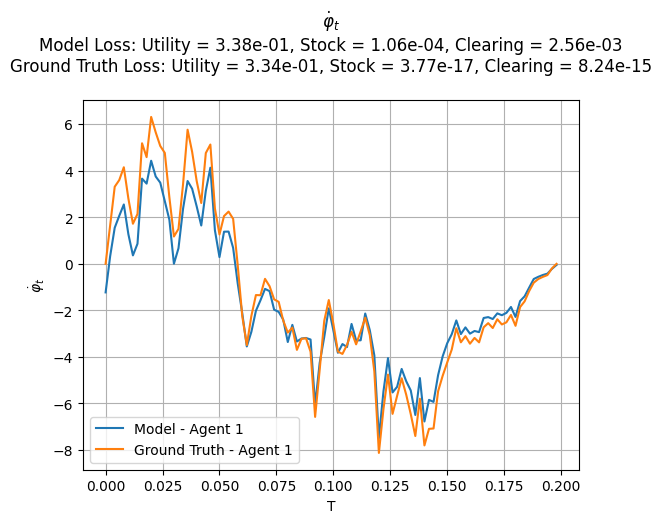 φ̇ₜ
Model Loss: Utility = 3.38e-01, Stock = 1.06e-04, Clearing = 2.56e-03
Ground Truth Loss: Utility = 3.34e-01, Stock = 3.77e-17, Clearing = 8.24e-15
6
4
2
0
−2
−4
−6
−8
φ̇ₜ
Model - Agent 1
Ground Truth - Agent 1
0.000 0.025 0.050 0.075 0.100 0.125 0.150 0.175 0.200
T